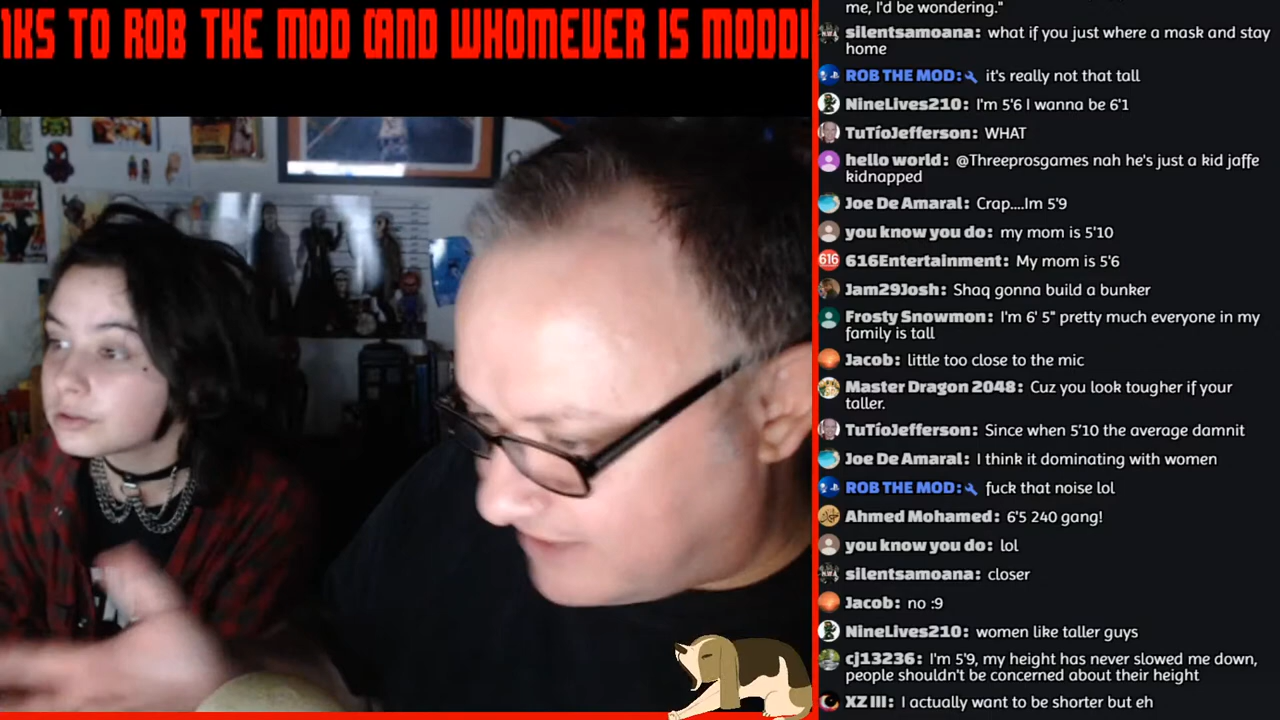 NKS TO ROB THE MOD (AND WHOMEVER IS MODDI
me, I'd be wondering."
silentsamoana: what if you just where a mask and stay
home
ROB THE MOD: it's really not that tall
NineLives210: I'm 5'6 I wanna be 6'1
TuTíoJefferson: WHAT
hello world: @Threeprosgames nah he's just a kid jaffe
kidnapped
Joe De Amaral: Crap....Im 5'9
you know you do: my mom is 5'10
616
616Entertainment: My mom is 5'6
Jam29Josh: Shaq gonna build a bunker
Frosty Snowmon: I'm 6' 5" pretty much everyone in my
family is tall
Jacob: little too close to the mic
Master Dragon 2048: Cuz you look tougher if your
taller.
TuTíoJefferson: Since when 5'10 the average damnit
Joe De Amaral: I think it dominating with women
ROB THE MOD: fuck that noise lol
Ahmed Mohamed: 6'5 240 gang!
you know you do: lol
silentsamoana: closer
Jacob: no :9
NineLives210: women like taller guys
cj13236: I'm 5'9, my height has never slowed me down,
people shouldn't be concerned about their height
XZ III: I actually want to be shorter but eh